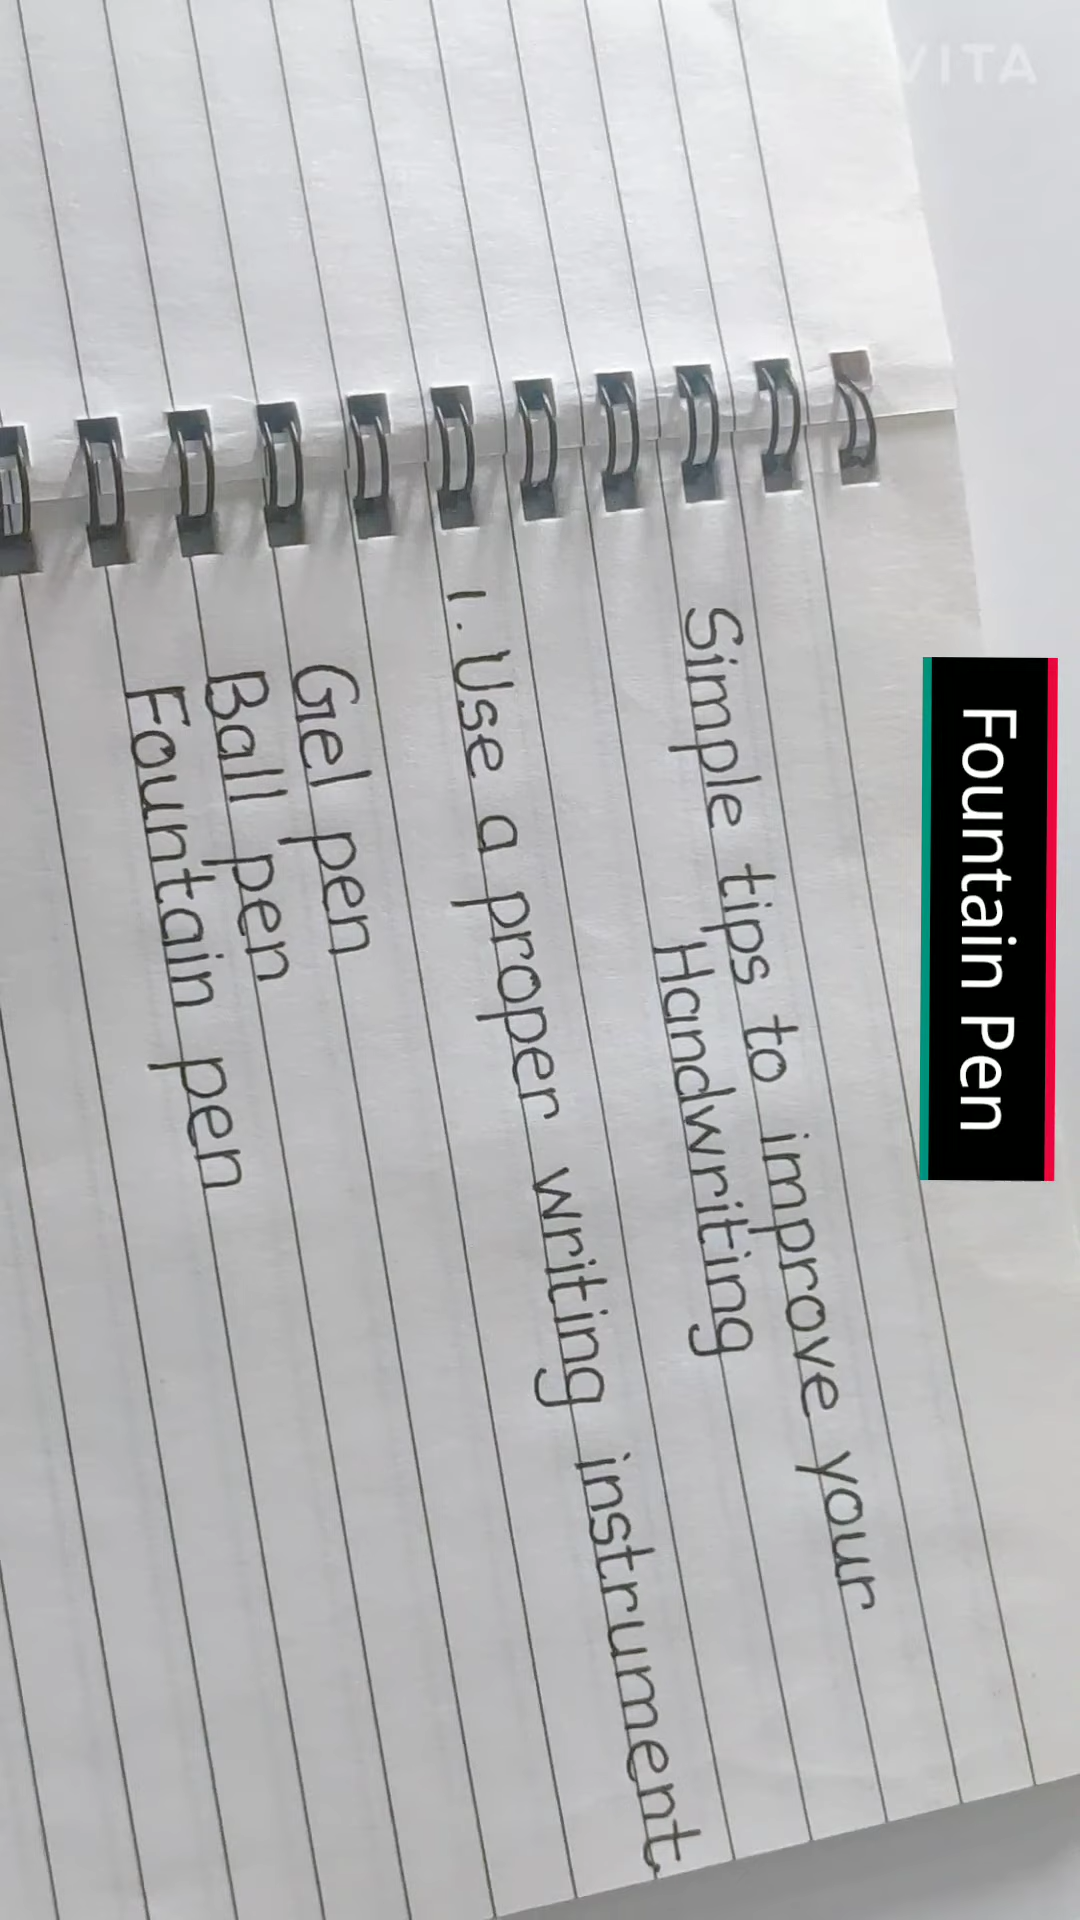 VITA
Fountain Pen
Simple tips to improve your
Handwriting
1. Use a proper writing instrument.
Gel pen
Ball pen
Fountain pen